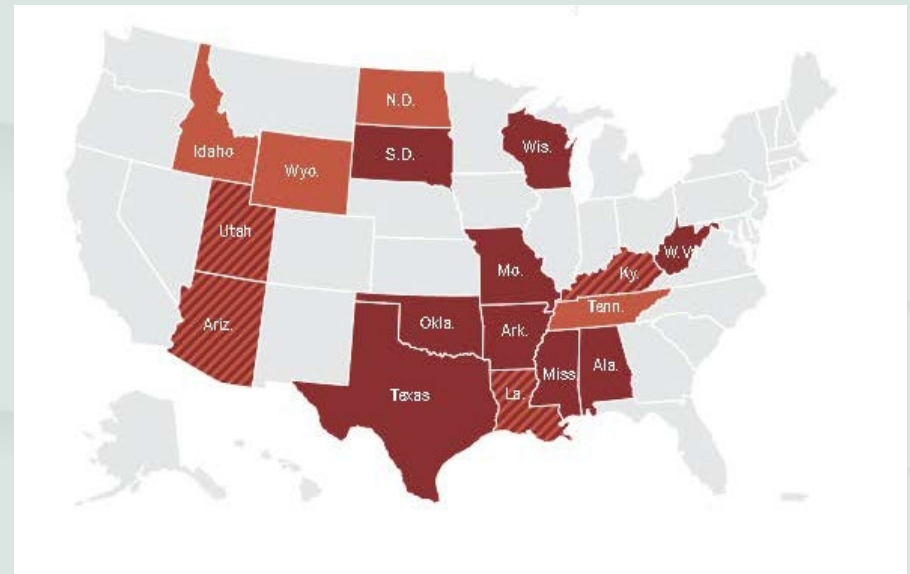 N.D.
Idaho
S.D.
Wis.
Wyo.
Utah
Mo.
Ky.
W.V
Ariz.
Okla.
Ark.
Tenn.
Texas
La.
Miss
Ala.